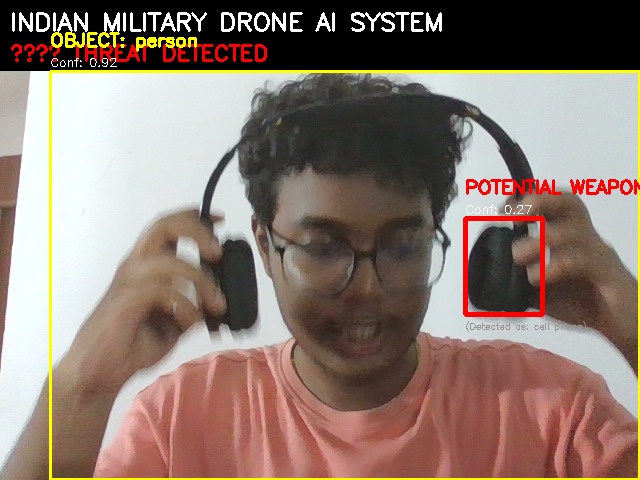 INDIAN MILITARY DRONE AI SYSTEM
OBJECT: person
???? THREAT DETECTED
Conf: 0.92
POTENTIAL WEAPON
Conf: 0.27
(Detected as: cell phone)